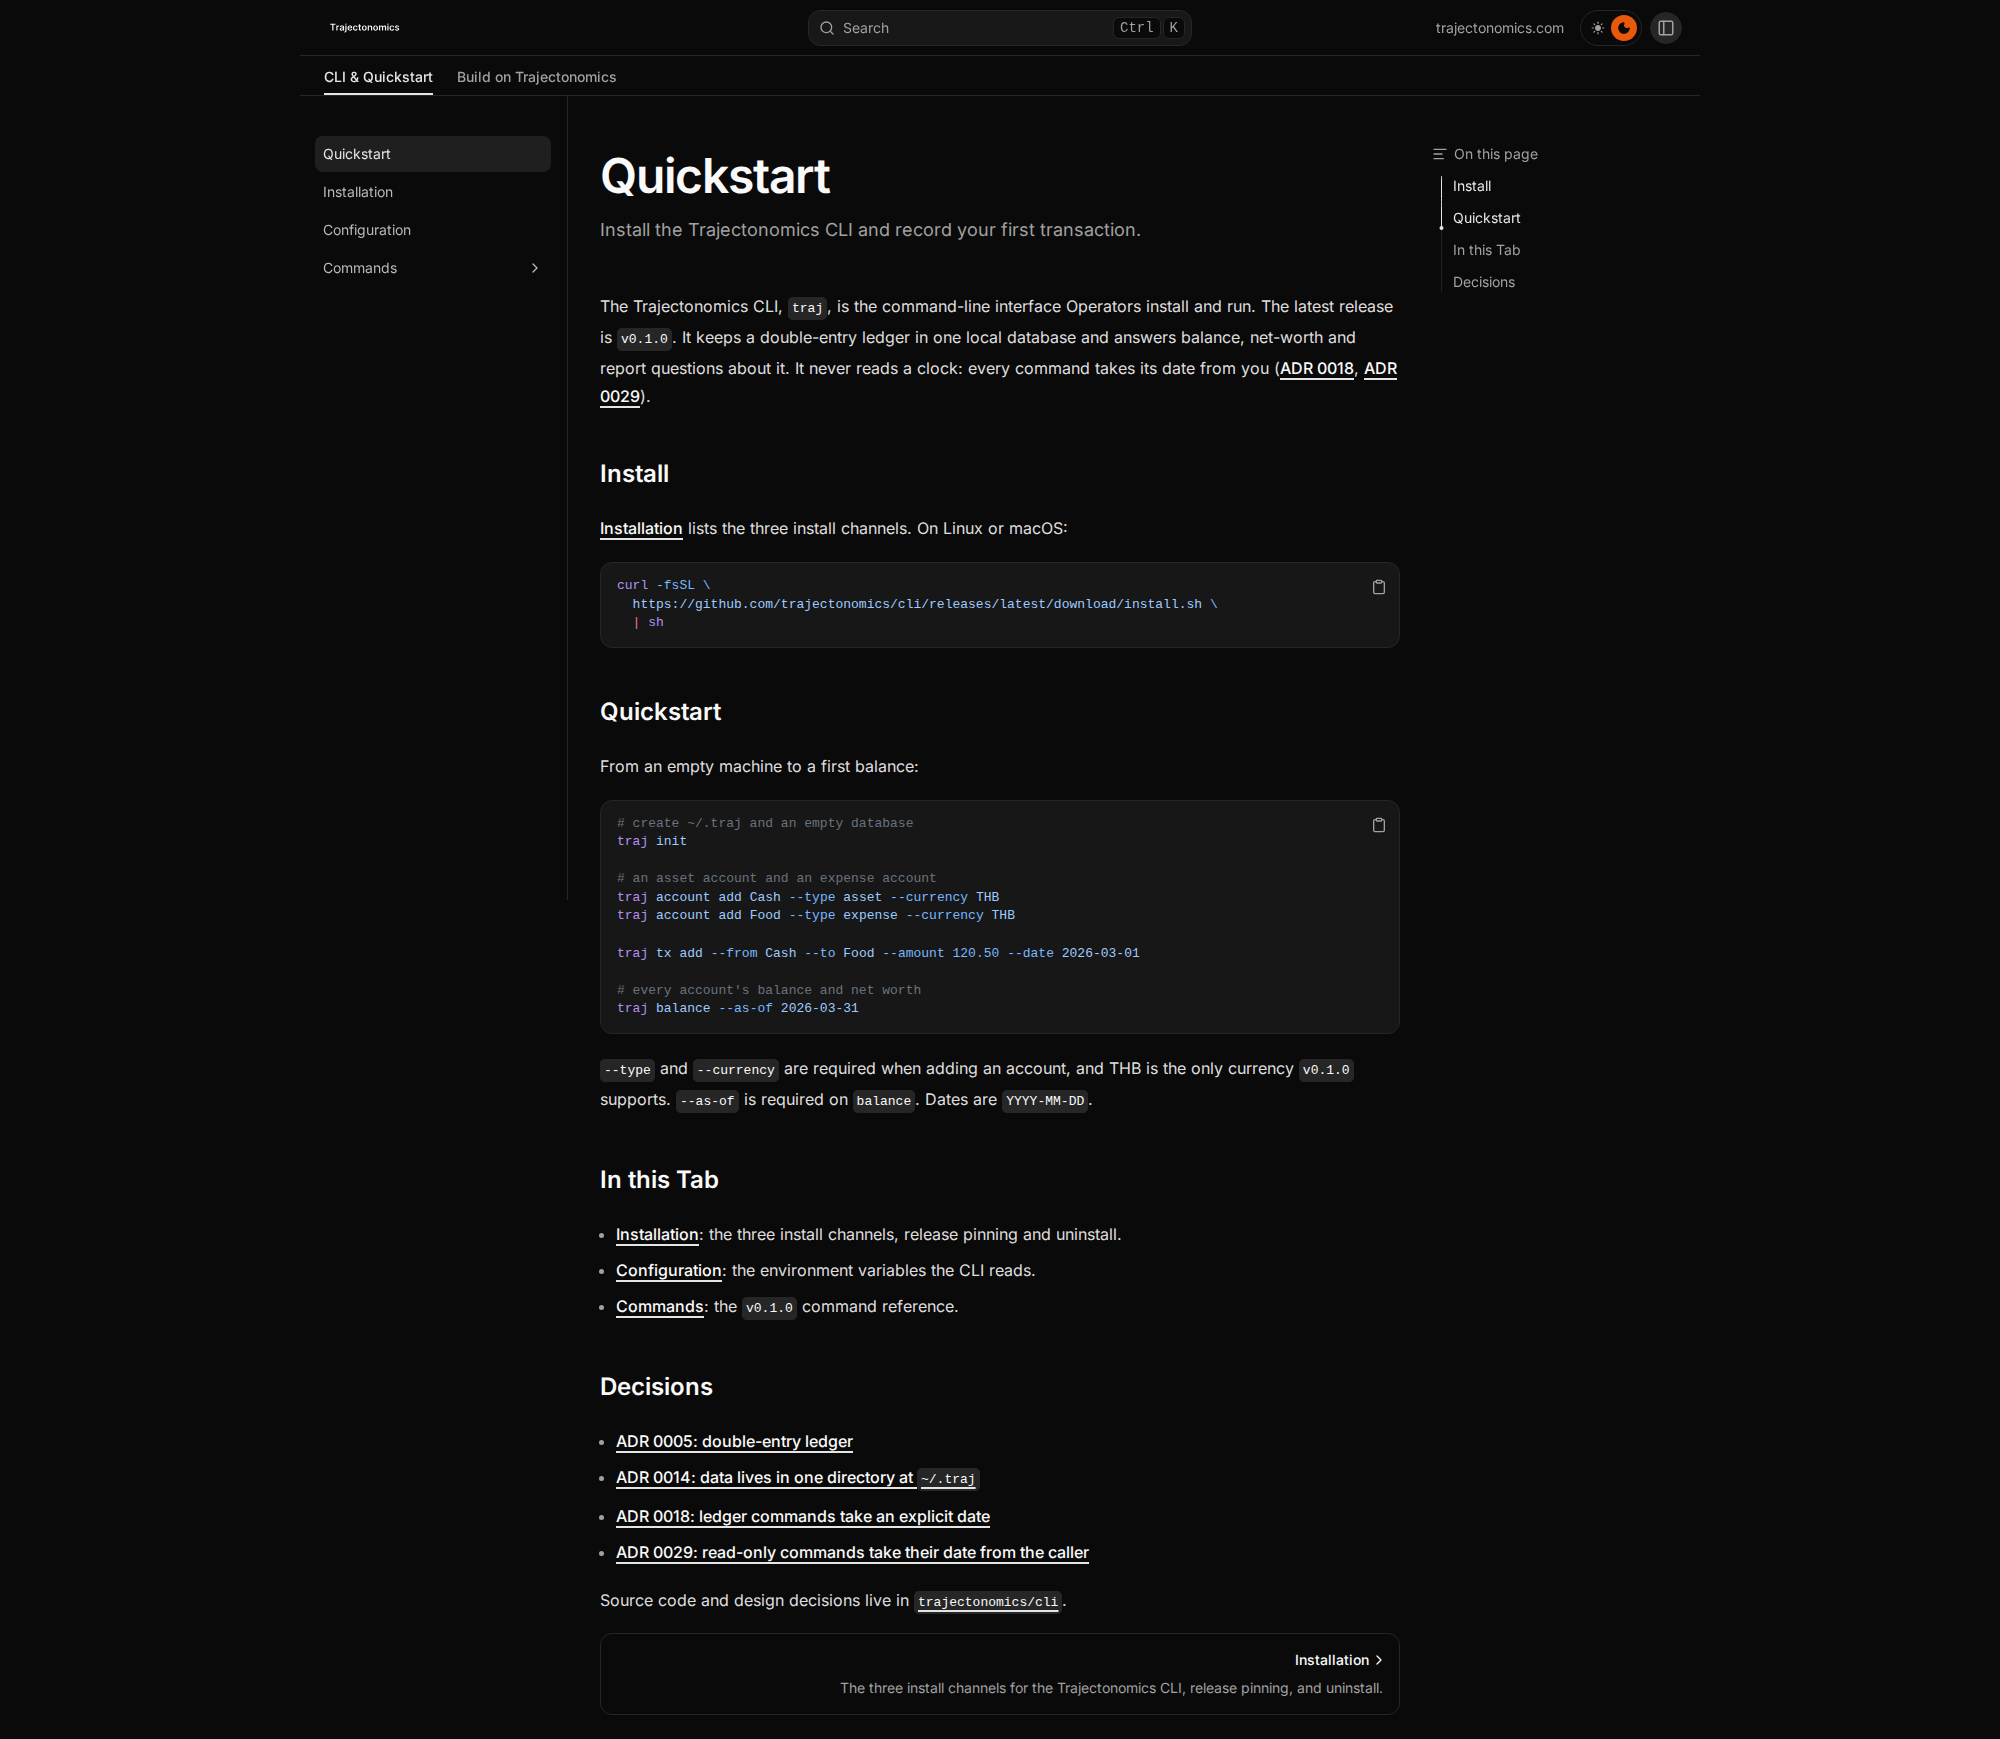 Trajectonomics
Search
Ctrl K
trajectonomics.com
CLI & Quickstart
Build on Trajectonomics
Quickstart
Installation
Configuration
Commands
Quickstart
Install the Trajectonomics CLI and record your first transaction.
The Trajectonomics CLI, traj, is the command-line interface Operators install and run. The latest release
is v0.1.0. It keeps a double-entry ledger in one local database and answers balance, net-worth and
report questions about it. It never reads a clock: every command takes its date from you (ADR 0018, ADR
0029).
Install
Installation lists the three install channels. On Linux or macOS:
curl -fsSL \
  https://github.com/trajectonomics/cli/releases/latest/download/install.sh \
  | sh
Quickstart
From an empty machine to a first balance:
# create ~/.traj and an empty database
traj init
# an asset account and an expense account
traj account add Cash --type asset --currency THB
traj account add Food --type expense --currency THB
traj tx add --from Cash --to Food --amount 120.50 --date 2026-03-01
# every account's balance and net worth
traj balance --as-of 2026-03-31
--type and --currency are required when adding an account, and THB is the only currency v0.1.0
supports. --as-of is required on balance. Dates are YYYY-MM-DD.
In this Tab
Installation: the three install channels, release pinning and uninstall.
Configuration: the environment variables the CLI reads.
Commands: the v0.1.0 command reference.
Decisions
ADR 0005: double-entry ledger
ADR 0014: data lives in one directory at ~/.traj
ADR 0018: ledger commands take an explicit date
ADR 0029: read-only commands take their date from the caller
Source code and design decisions live in trajectonomics/cli.
Installation
The three install channels for the Trajectonomics CLI, release pinning, and uninstall.
On this page
Install
Quickstart
In this Tab
Decisions